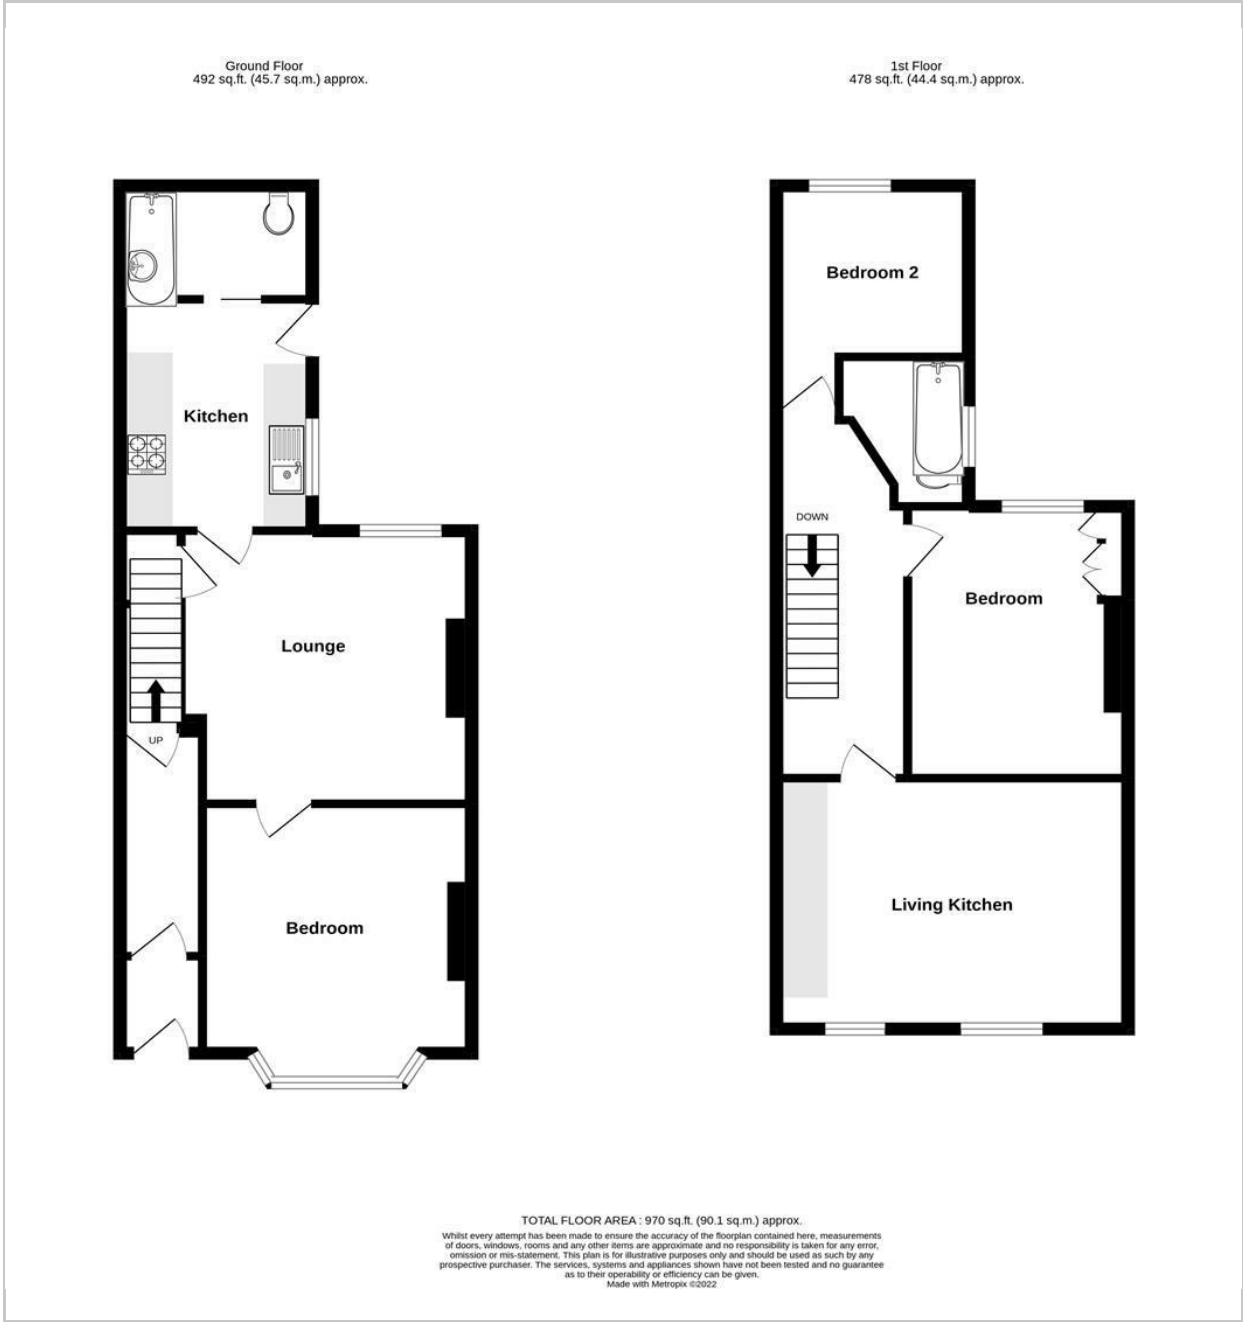 Ground Floor
492 sq.ft. (45.7 sq.m.) approx.
1st Floor
478 sq.ft. (44.4 sq.m.) approx.
Kitchen
Lounge
UP
Bedroom
Bedroom 2
DOWN
Bedroom
Living Kitchen
TOTAL FLOOR AREA : 970 sq.ft. (90.1 sq.m.) approx.
Whilst every attempt has been made to ensure the accuracy of the floorplan contained here, measurements
of doors, windows, rooms and any other items are approximate and no responsibility is taken for any error,
omission or mis-statement. This plan is for illustrative purposes only and should be used as such by any
prospective purchaser. The services, systems and appliances shown have not been tested and no guarantee
as to their operability or efficiency can be given.
Made with Metropix ©2022